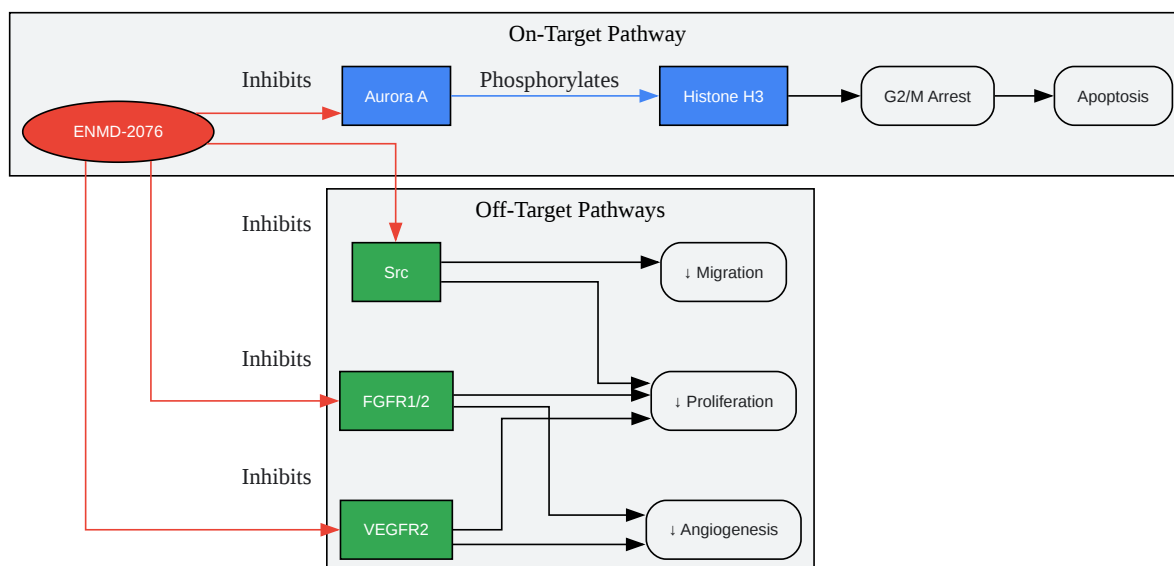 On-Target Pathway
Inhibits
Phosphorylates
Aurora A
Histone H3
G2/M Arrest
Apoptosis
ENMD-2076
Off-Target Pathways
Inhibits
Src
↓ Migration
Inhibits
FGFR1/2
↓ Proliferation
Inhibits
VEGFR2
↓ Angiogenesis